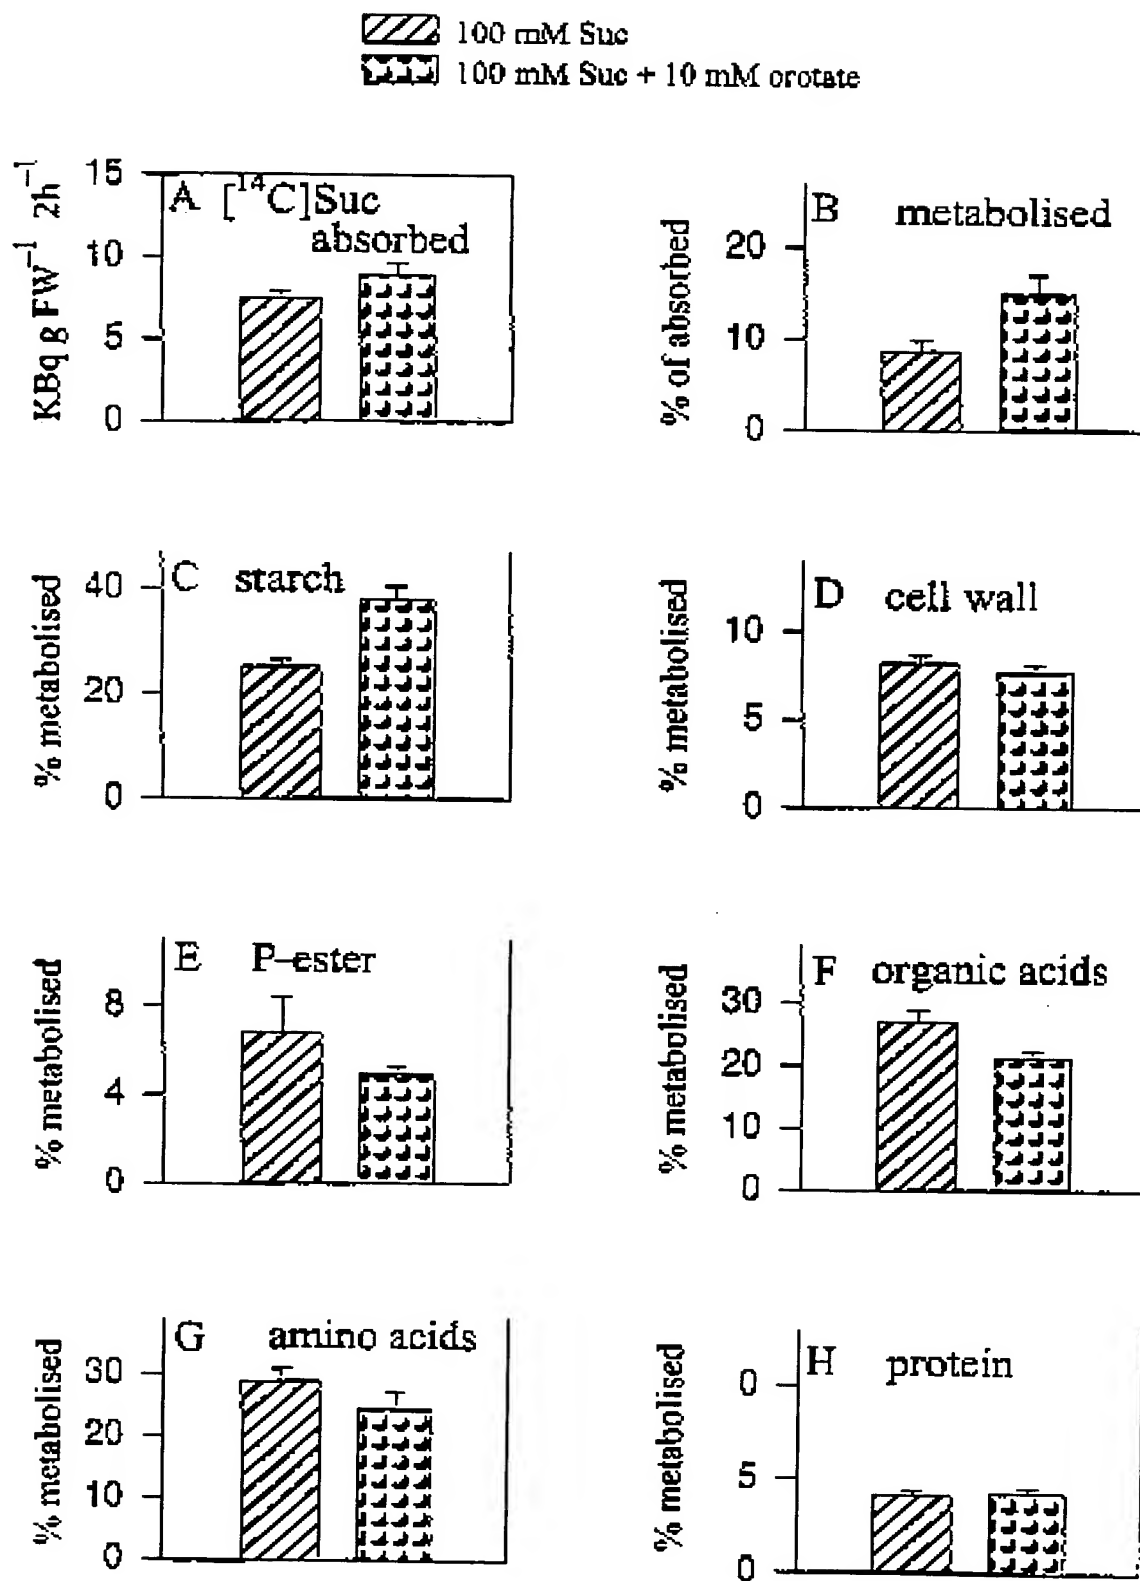 100 mM Suc
100 mM Suc + 10 mM orotate
KBq g FW⁻¹ 2h⁻¹
15
10
5
0
A [¹⁴C]Suc
absorbed
% of absorbed
20
10
0
B metabolised
% metabolised
40
20
0
C starch
% metabolised
10
5
0
D cell wall
% metabolised
8
4
0
E P-ester
% metabolised
30
20
10
0
F organic acids
% metabolised
30
20
10
0
G amino acids
% metabolised
0
5
0
H protein